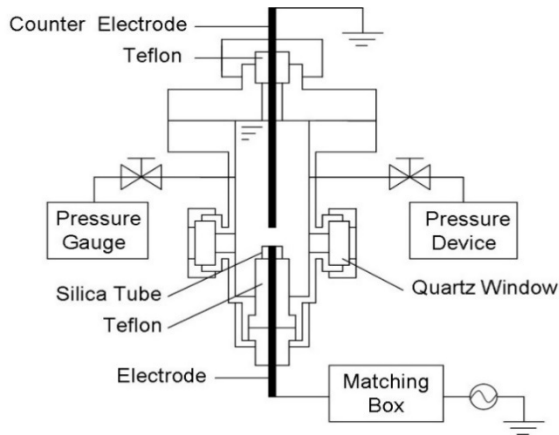 Counter Electrode
Teflon
Pressure
Gauge
Pressure
Device
Silica Tube
Quartz Window
Teflon
Electrode
Matching
Box